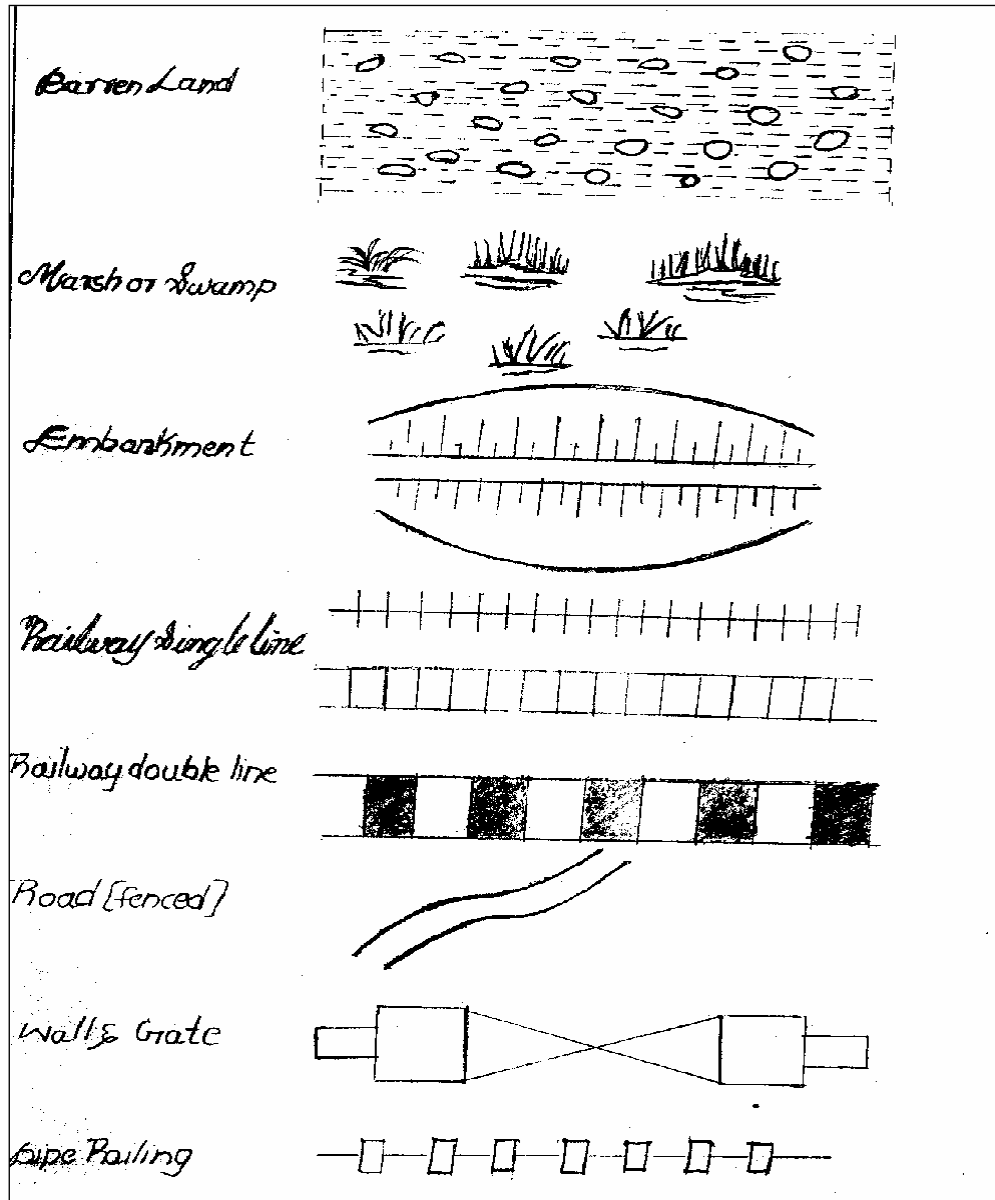 Barren Land
Marsh or Swamp
Embankment
Railway Single line
Railway double line
Road [fenced]
Wall & Gate
Pipe Railing